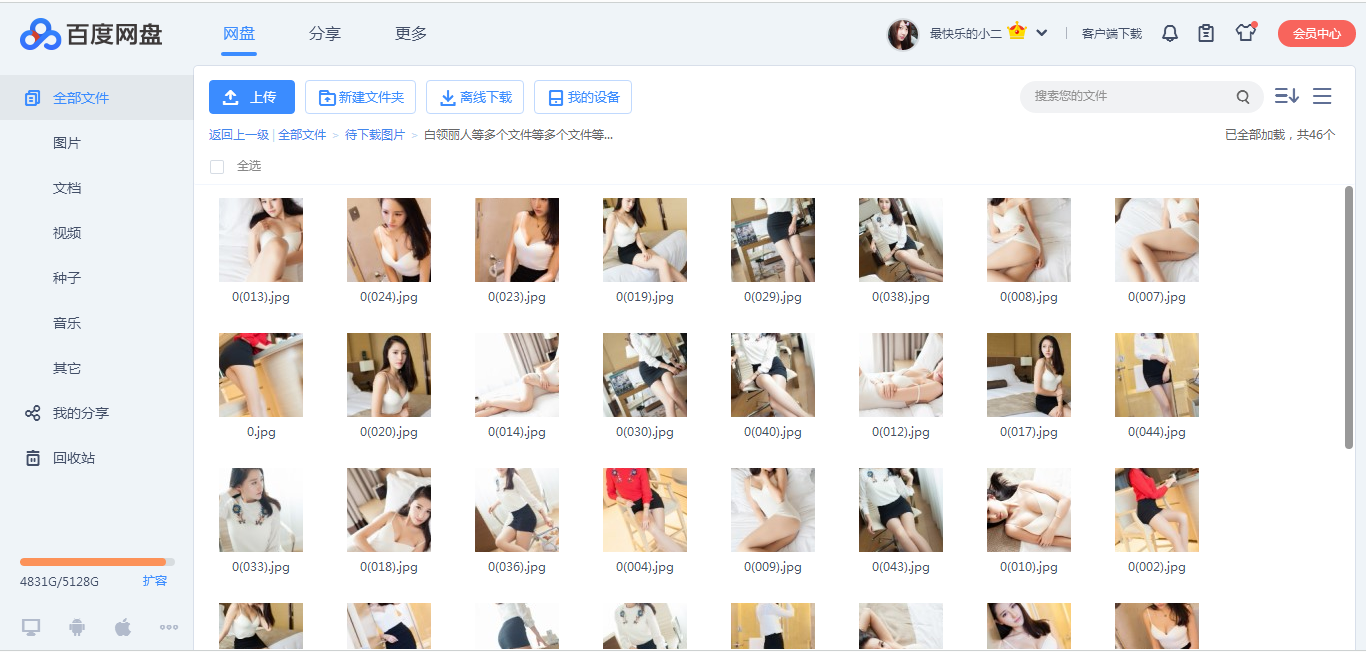 百度网盘
网盘 分享 更多
最快乐的小二 客户端下载 会员中心
全部文件
图片
文档
视频
种子
音乐
其它
我的分享
回收站
4831G/5128G 扩容
上传 新建文件夹 离线下载 我的设备
搜索您的文件
返回上一级 | 全部文件 > 待下载图片 > 白领丽人等多个文件等多个文件等...
已全部加载，共46个
全选
0(013).jpg 0(024).jpg 0(023).jpg 0(019).jpg 0(029).jpg 0(038).jpg 0(008).jpg 0(007).jpg
0.jpg 0(020).jpg 0(014).jpg 0(030).jpg 0(040).jpg 0(012).jpg 0(017).jpg 0(044).jpg
0(033).jpg 0(018).jpg 0(036).jpg 0(004).jpg 0(009).jpg 0(043).jpg 0(010).jpg 0(002).jpg